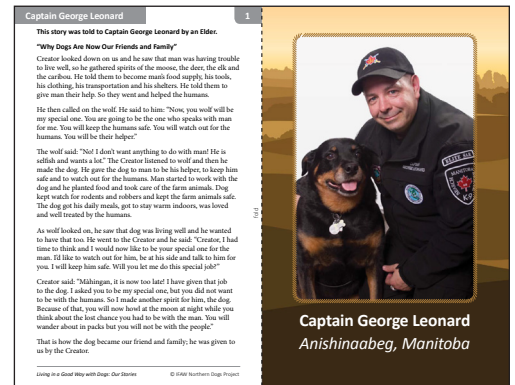 Captain George Leonard 1
This story was told to Captain George Leonard by an Elder.
“Why Dogs Are Now Our Friends and Family”
Creator looked down on us and he saw that man was having trouble
to live well, so he gathered spirits of the moose, the deer, the elk and
the caribou. He told them to become man’s food supply, his tools,
his clothing, his transportation and his shelters. He told them to
give man their help. So they went and helped the humans.
He then called on the wolf. He said to him: “Now, you wolf will be
my special one. You are going to be the one who speaks with man
for me. You will keep the humans safe. You will watch out for the
humans. You will be their helper.”
The wolf said: “No! I don’t want anything to do with man! He is
selfish and wants a lot.” The Creator listened to wolf and then he
made the dog. He gave the dog to man to be his helper, to keep him
safe and to watch out for the humans. Man started to work with the
dog and he planted food and took care of the farm animals. Dog
kept watch for rodents and robbers and kept the farm animals safe.
The dog got his daily meals, got to stay warm indoors, was loved
and well treated by the humans.
As wolf looked on, he saw that dog was living well and he wanted
to have that too. He went to the Creator and he said: “Creator, I had
time to think and I would now like to be your special one for the
man. I’d like to watch out for him, be at his side and talk to him for
you. I will keep him safe. Will you let me do this special job?”
Creator said: “Màhìngan, it is now too late! I have given that job
to the dog. I asked you to be my special one, but you did not want
to be with the humans. So I made another spirit for him, the dog.
Because of that, you will now howl at the moon at night while you
think about the lost chance you had to be with the man. You will
wander about in packs but you will not be with the people.”
That is how the dog became our friend and family; he was given to
us by the Creator.
Living in a Good Way with Dogs: Our Stories © IFAW Northern Dogs Project
fold
Captain George Leonard
Anishinaabeg, Manitoba